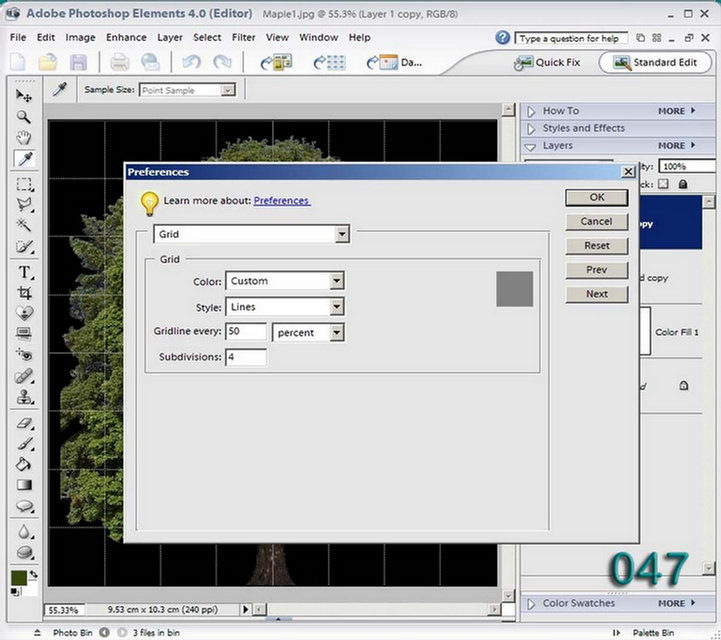 Adobe Photoshop Elements 4.0 (Editor) Maple1.jpg @ 55.3% (Layer 1 copy, RGB/8)
File Edit Image Enhance Layer Select Filter View Window Help Type a question for help
Da... Quick Fix Standard Edit
Sample Size: Point Sample
How To MORE
Styles and Effects
Layers MORE
Preferences
ity: 100%
ck:
Learn more about: Preferences
OK
Cancel
Grid
Reset
Grid
Prev
Color: Custom
Next
Style: Lines
Gridline every: 50 percent
Subdivisions: 4
opy
d copy
Color Fill 1
d
T
047
55.33% 9.53 cm x 10.3 cm (240 ppi)
Color Swatches MORE
Photo Bin 3 files in bin Palette Bin